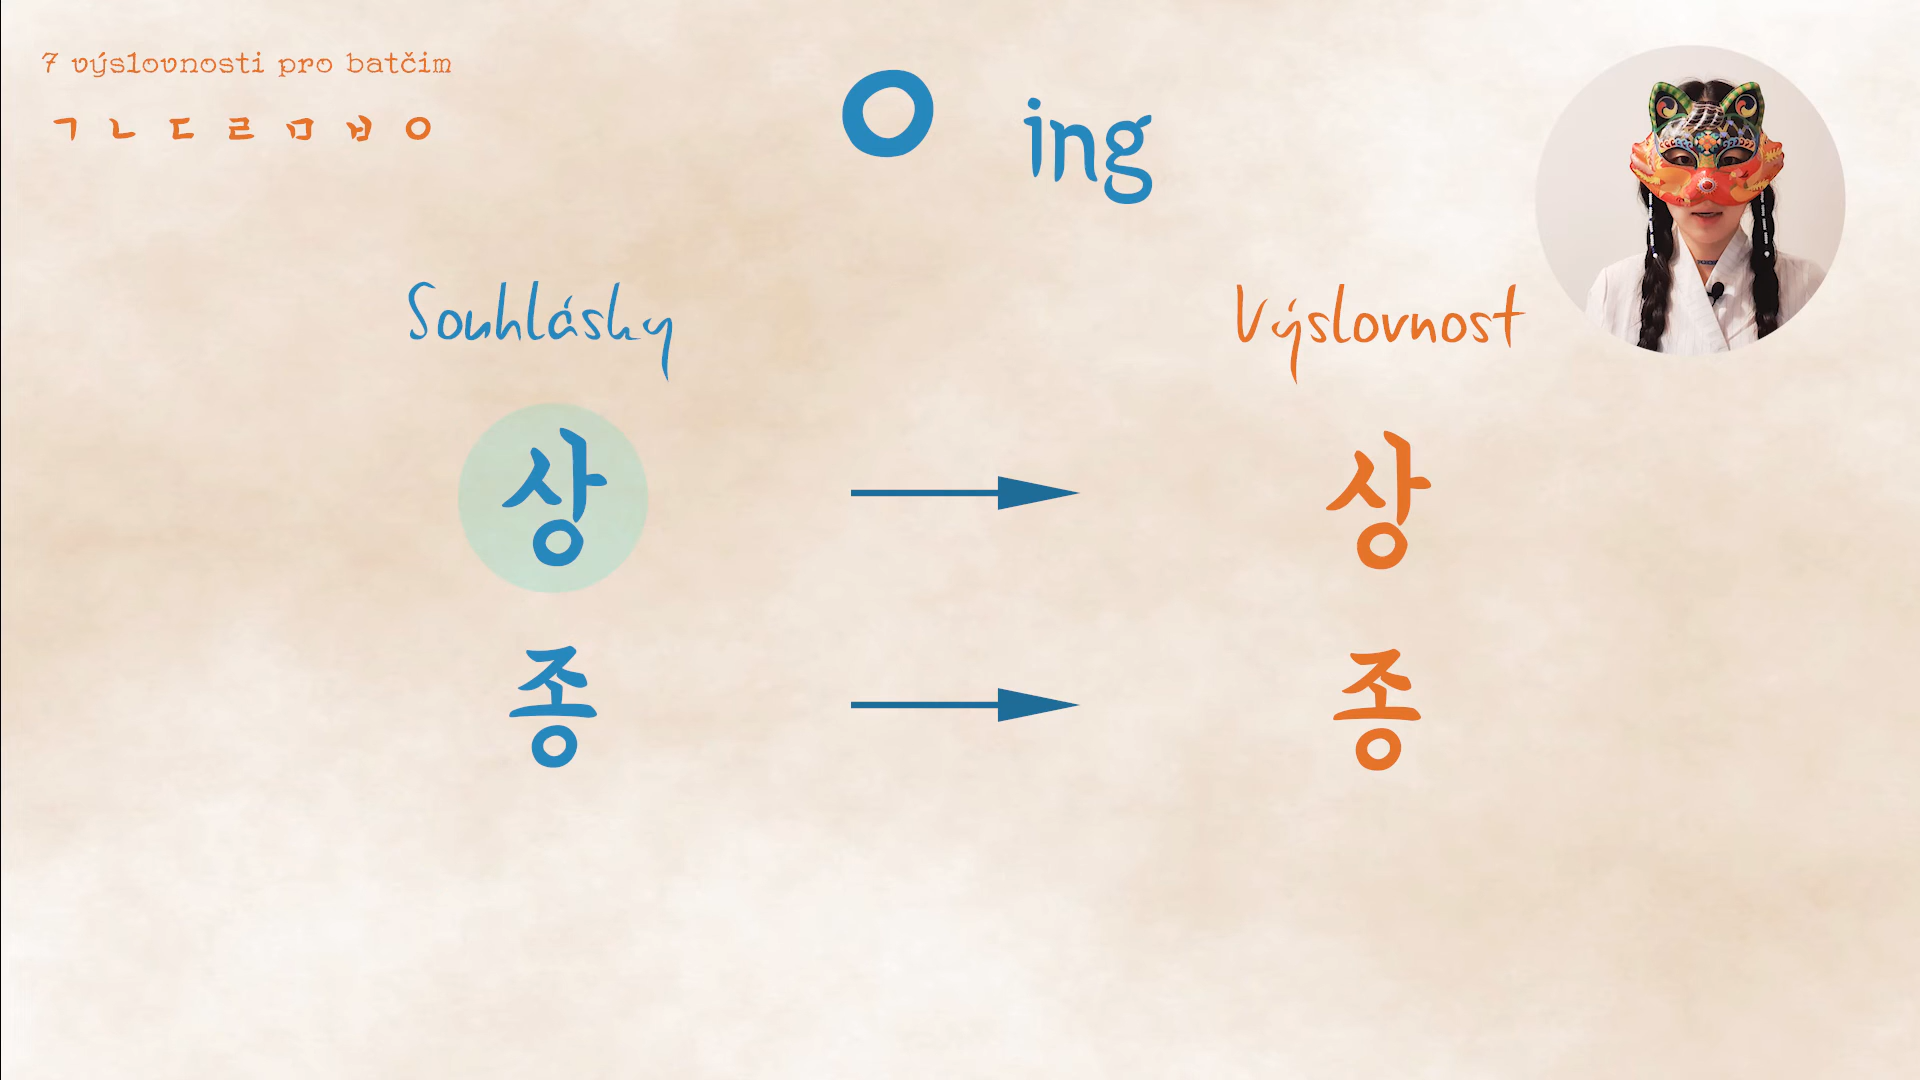 7 výslovnosti pro batčim
ㄱ ㄴ ㄷ ㄹ ㅁ ㅂ ㅇ
ㅇ ing
Souhlásky Výslovnost
상 상
종 종